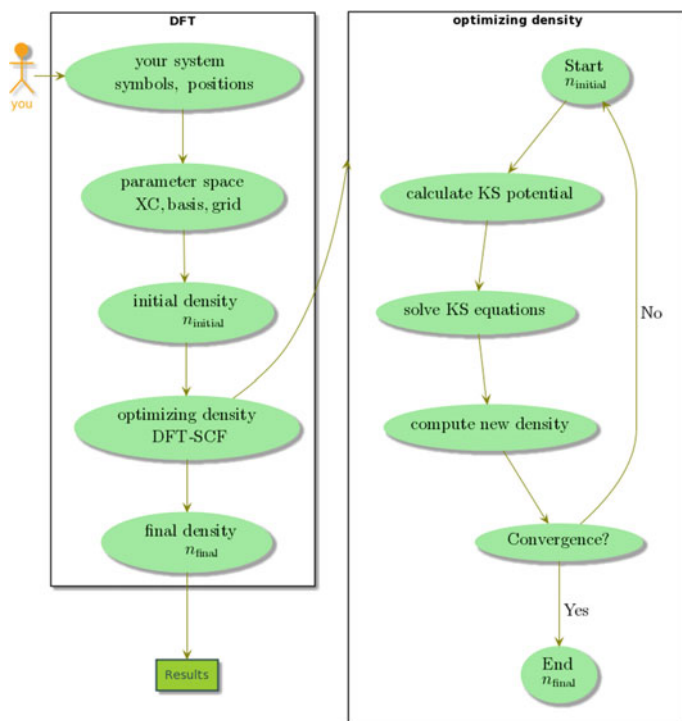 DFT
you
your system
symbols, positions
parameter space
XC, basis, grid
initial density
n_initial
optimizing density
DFT-SCF
final density
n_final
Results
optimizing density
Start
n_initial
calculate KS potential
solve KS equations
compute new density
Convergence?
No
Yes
End
n_final